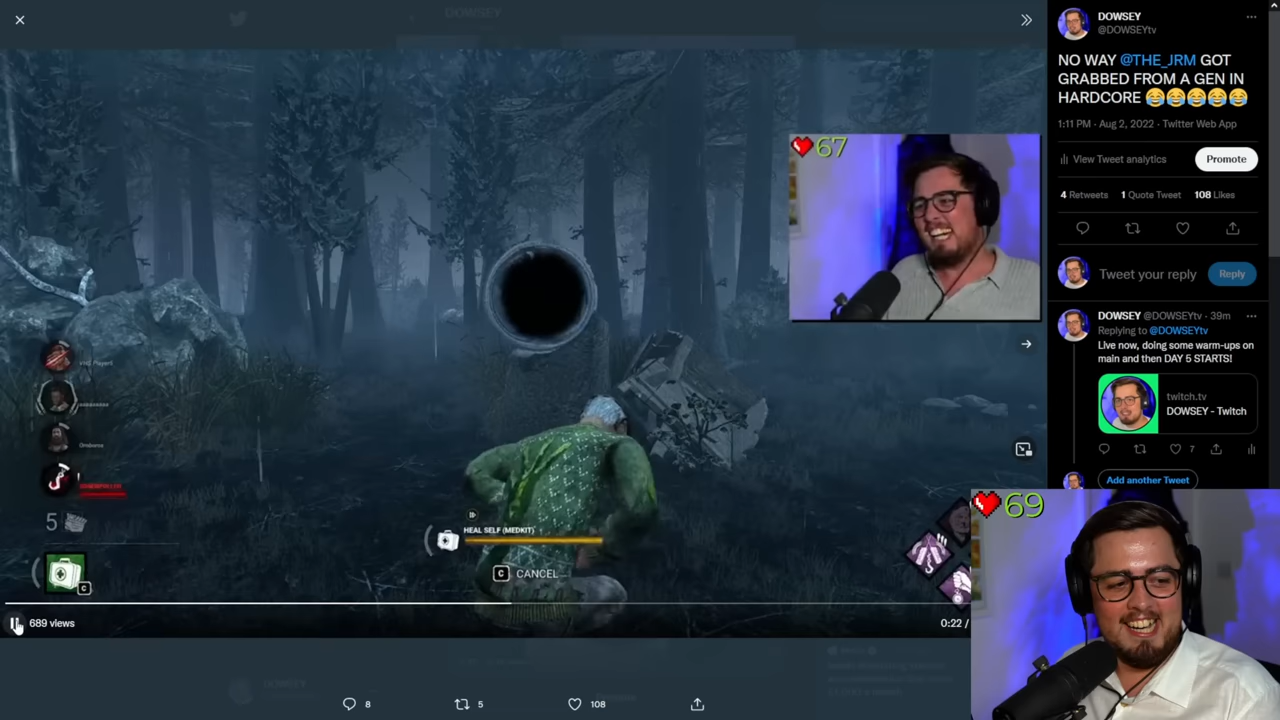 DOWSEY
67
5
HEAL SELF (MEDKIT)
C
C CANCEL
689 views
0:22 /
8
5
108
DOWSEY
DOWSEY
@DOWSEYtv
NO WAY @THE_JRM GOT
GRABBED FROM A GEN IN
HARDCORE 😂😂😂😂😂
1:11 PM · Aug 2, 2022 · Twitter Web App
View Tweet analytics
Promote
4 Retweets 1 Quote Tweet 108 Likes
Tweet your reply
Reply
DOWSEY @DOWSEYtv · 39m
Replying to @DOWSEYtv
Live now, doing some warm-ups on
main and then DAY 5 STARTS!
twitch.tv
DOWSEY - Twitch
7
Add another Tweet
69